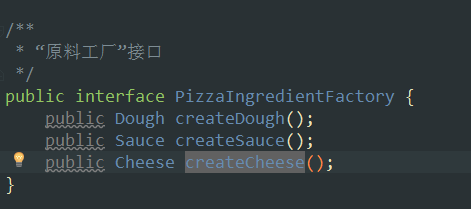 /**
 * “原料工厂”接口
 */
public interface PizzaIngredientFactory {
    public Dough createDough();
    public Sauce createSauce();
    public Cheese createCheese();
}